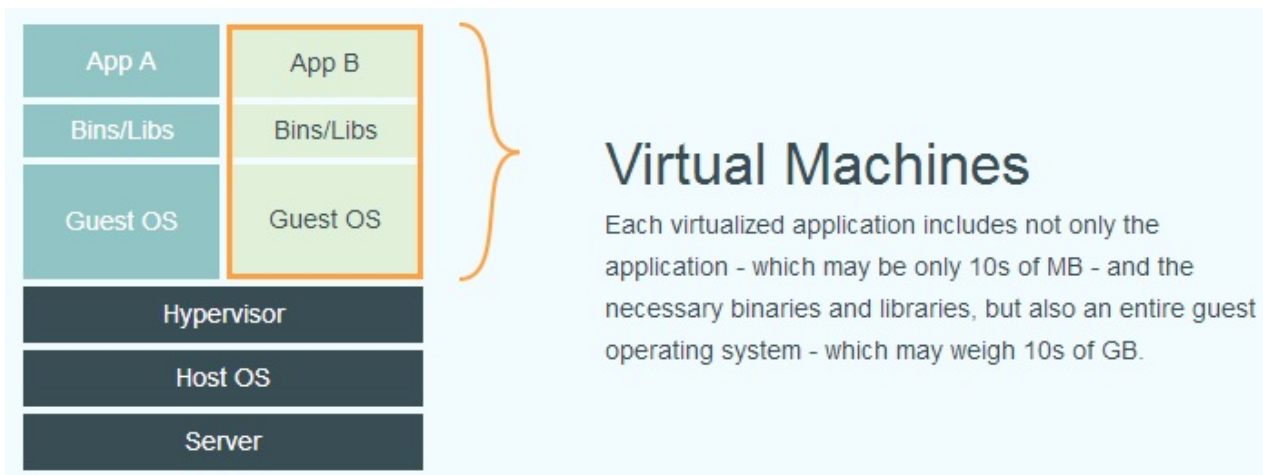 App A
App B
Bins/Libs
Bins/Libs
Guest OS
Guest OS
Hypervisor
Host OS
Server
Virtual Machines
Each virtualized application includes not only the
application - which may be only 10s of MB - and the
necessary binaries and libraries, but also an entire guest
operating system - which may weigh 10s of GB.